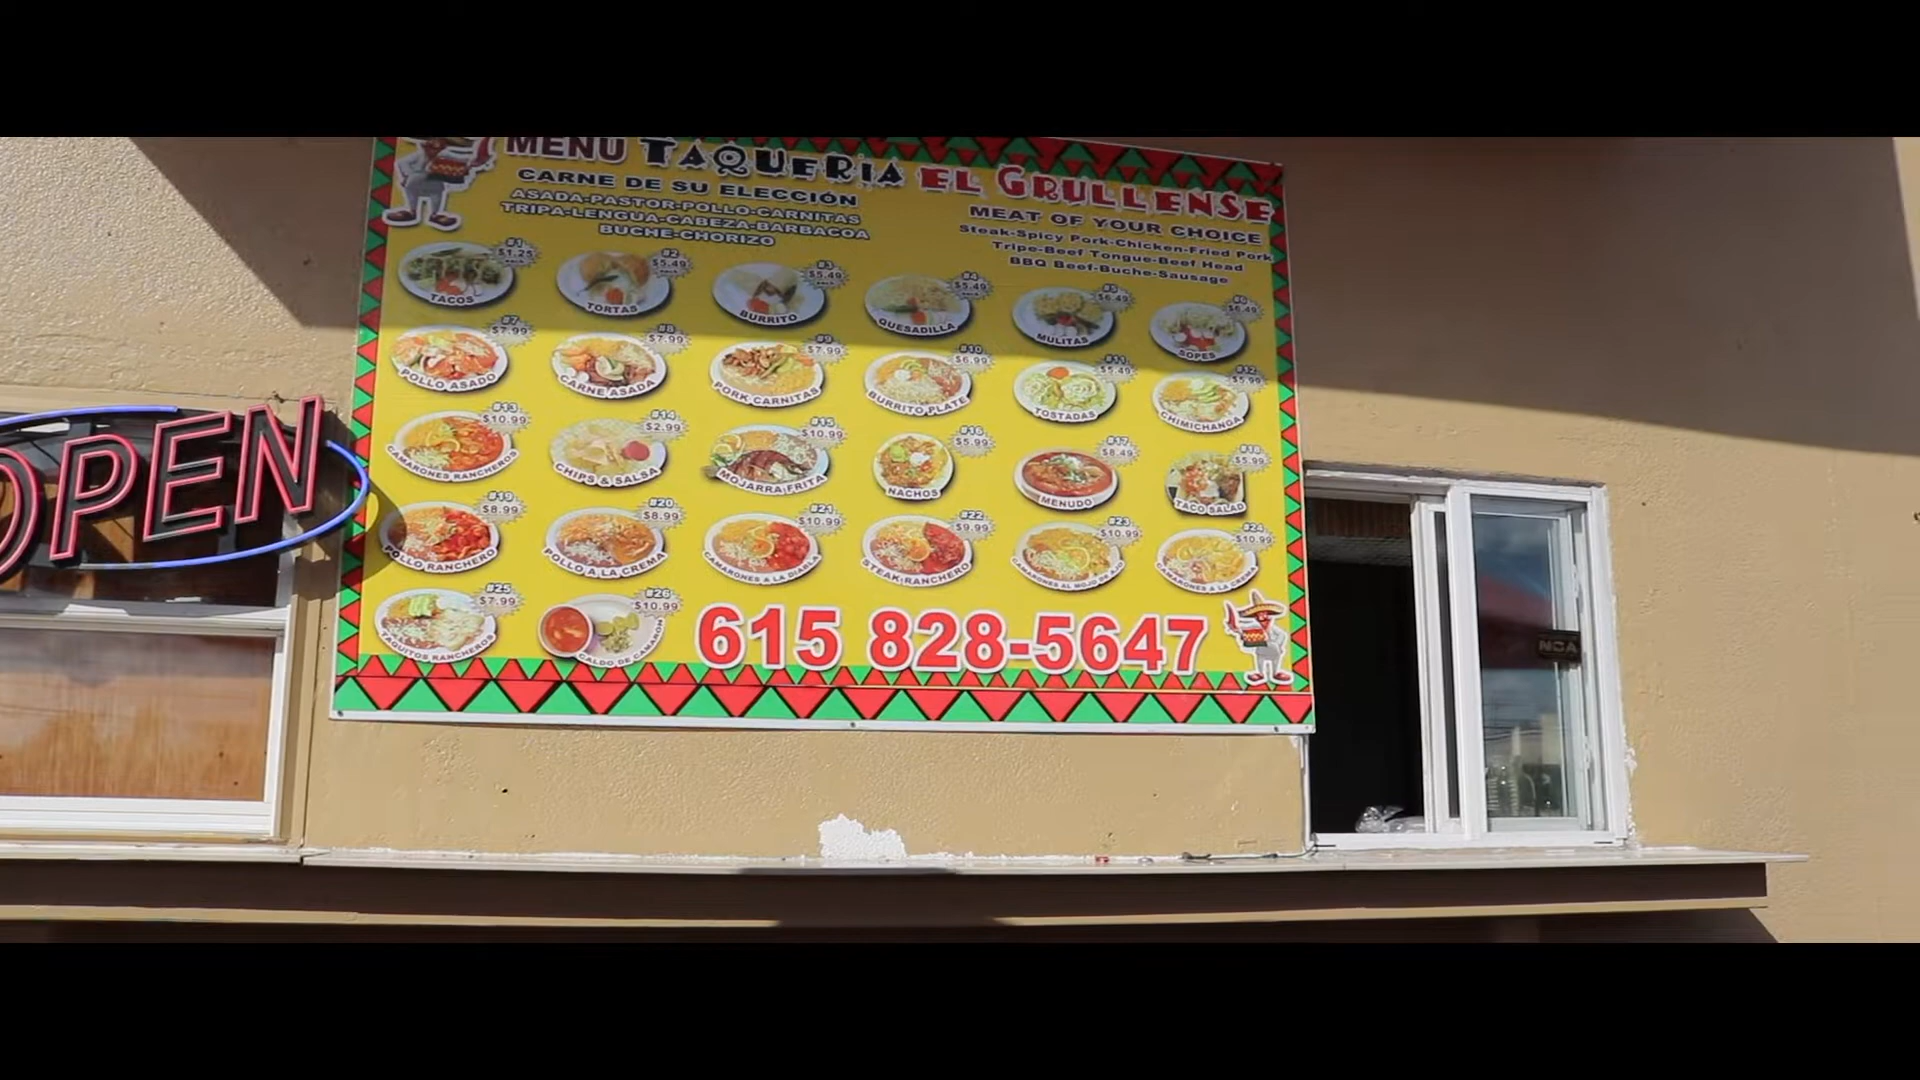 MENU TAQUERIA EL GRULLENSE
CARNE DE SU ELECCIÓN
ASADA-PASTOR-POLLO-CARNITAS
TRIPA-LENGUA-CABEZA-BARBACOA
BUCHE-CHORIZO
MEAT OF YOUR CHOICE
Steak-Spicy Pork-Chicken-Fried Pork
Tripe-Beef Tongue-Beef Head
BBQ Beef-Buche-Sausage
#1 $1.25 each
TACOS
#2 $5.49 each
TORTAS
#3 $5.49 each
BURRITO
#4 $5.49 each
QUESADILLA
#5 $6.49
MULITAS
#6 $6.49
SOPES
#7 $7.99
POLLO ASADO
#8 $7.99
CARNE ASADA
#9 $7.99
PORK CARNITAS
#10 $6.99
BURRITO PLATE
#11 $5.49
TOSTADAS
#12 $5.99
CHIMICHANGA
#13 $10.99
CAMARONES RANCHEROS
#14 $2.99
CHIPS & SALSA
#15 $10.99
MOJARRA FRITA
#16 $5.99
NACHOS
#17 $8.49
MENUDO
#18 $5.99
TACO SALAD
#19 $8.99
POLLO RANCHERO
#20 $8.99
POLLO A LA CREMA
#21 $10.99
CAMARONES A LA DIABLA
#22 $9.99
STEAK RANCHERO
#23 $10.99
CAMARONES AL MOJO DE AJO
#24 $10.99
CAMARONES A LA CREMA
#25 $7.99
TAQUITOS RANCHEROS
#26 $10.99
CALDO DE CAMARON
615 828-5647
OPEN
NCA